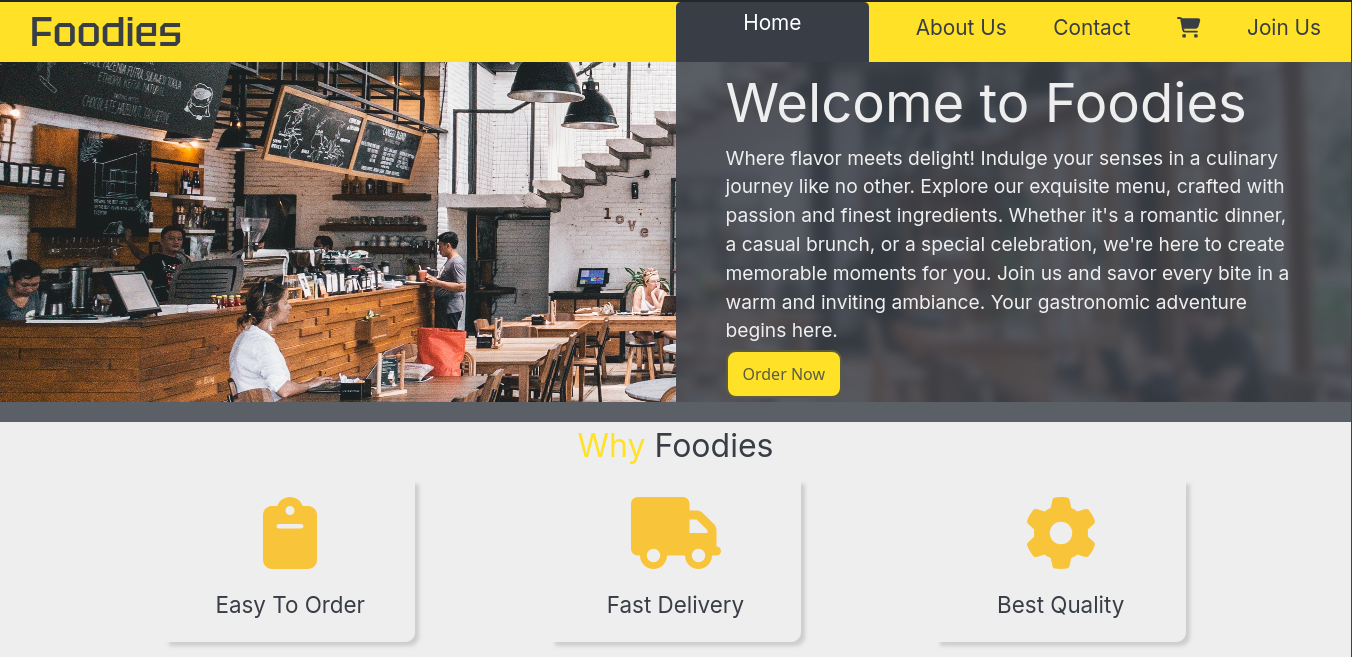 Foodies
Home
About Us
Contact
Join Us
Welcome to Foodies
Where flavor meets delight! Indulge your senses in a culinary
journey like no other. Explore our exquisite menu, crafted with
passion and finest ingredients. Whether it's a romantic dinner,
a casual brunch, or a special celebration, we're here to create
memorable moments for you. Join us and savor every bite in a
warm and inviting ambiance. Your gastronomic adventure
begins here.
Order Now
love
Why Foodies
Easy To Order
Fast Delivery
Best Quality